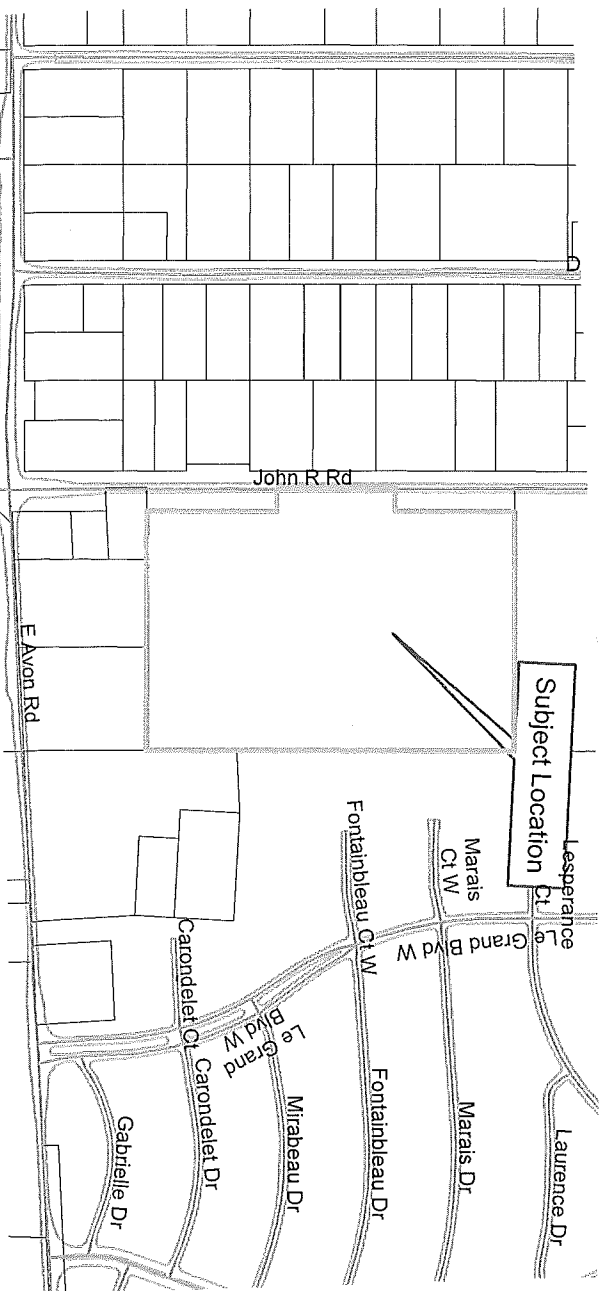 D
John R Rd
E Avon Rd
Subject Location
Lesperance
Ct
Marais
Ct W
Le
Grand Blvd W
Fontainbleau Ct W
Carondelet Ct
Le Grand
Blvd W
Carondelet Dr
Gabrielle Dr
Mirabeau Dr
Fontainbleau Dr
Marais Dr
Laurence Dr